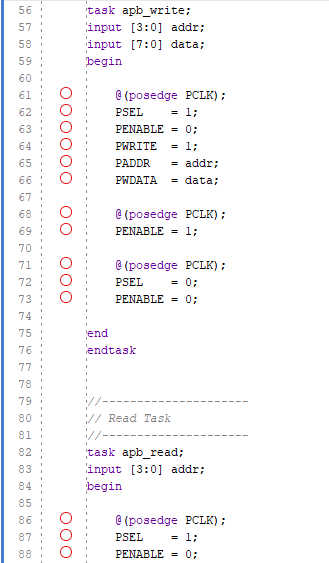 56 task apb_write;
57 input [3:0] addr;
58 input [7:0] data;
59 begin
60
61 @(posedge PCLK);
62 PSEL    = 1;
63 PENABLE = 0;
64 PWRITE  = 1;
65 PADDR   = addr;
66 PWDATA  = data;
67
68 @(posedge PCLK);
69 PENABLE = 1;
70
71 @(posedge PCLK);
72 PSEL    = 0;
73 PENABLE = 0;
74
75 end
76 endtask
77
78
79 //---------------------
80 // Read Task
81 //---------------------
82 task apb_read;
83 input [3:0] addr;
84 begin
85
86 @(posedge PCLK);
87 PSEL    = 1;
88 PENABLE = 0;